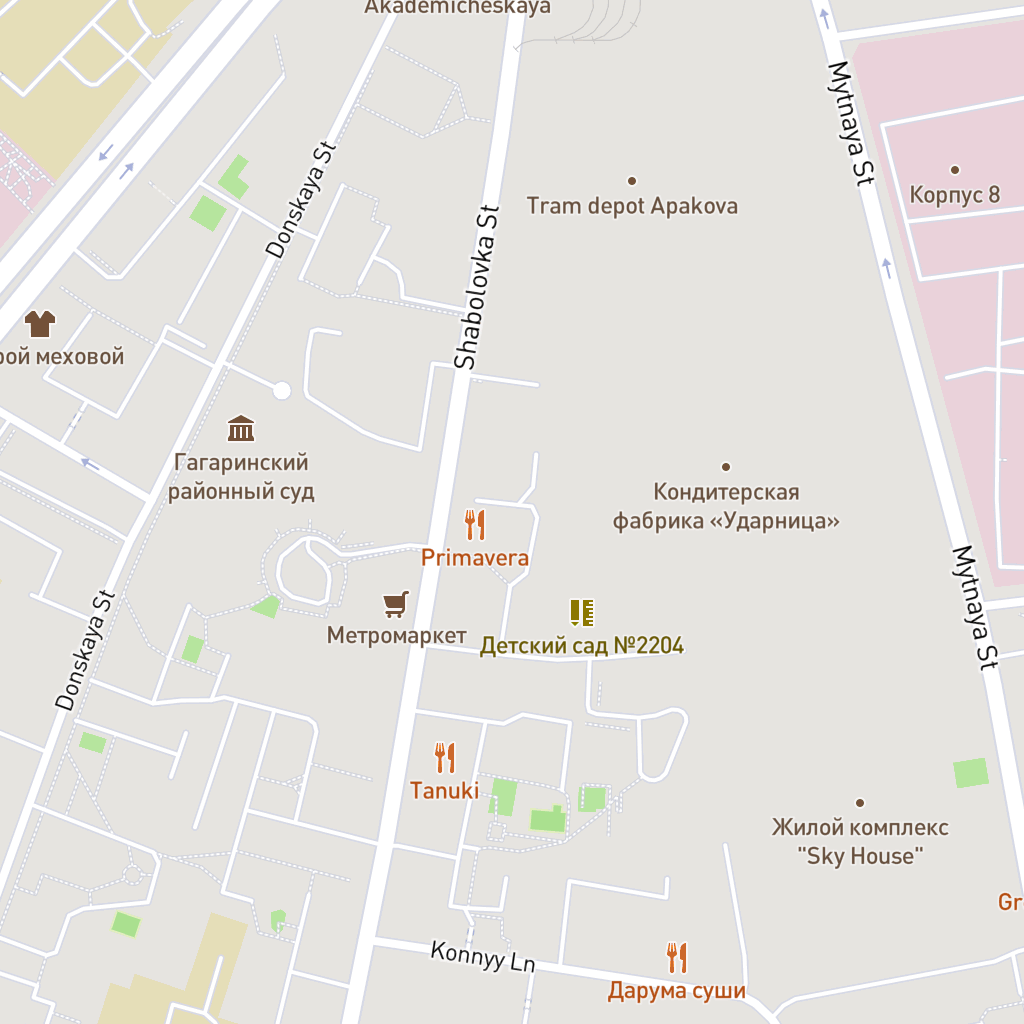 Akademicheskaya
Mytnaya St
Donskaya St
Корпус 8
Tram depot Apakova
Shabolovka St
рой меховой
Гагаринский
районный суд
Кондитерская
фабрика «Ударница»
Primavera
Mytnaya St
Метромаркет
Детский сад №2204
Donskaya St
Tanuki
Жилой комплекс
"Sky House"
Gr
Konnyy Ln
Дарума суши